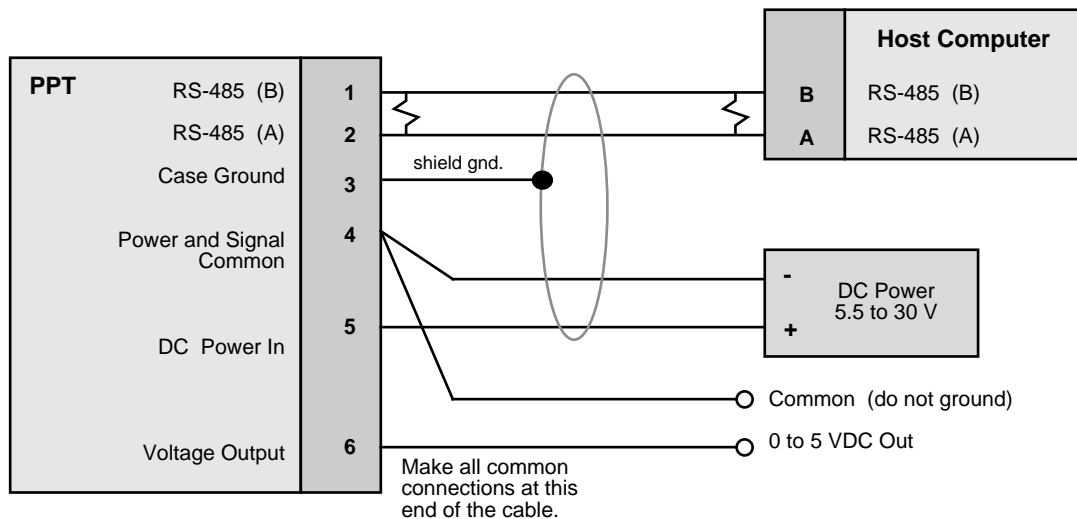 Host Computer
PPT
RS-485 (B)
1
B
RS-485 (B)
RS-485 (A)
2
A
RS-485 (A)
Case Ground
3
shield gnd.
Power and Signal
Common
4
-
DC Power
5.5 to 30 V
+
5
DC Power In
Common (do not ground)
Voltage Output
6
0 to 5 VDC Out
Make all common
connections at this
end of the cable.